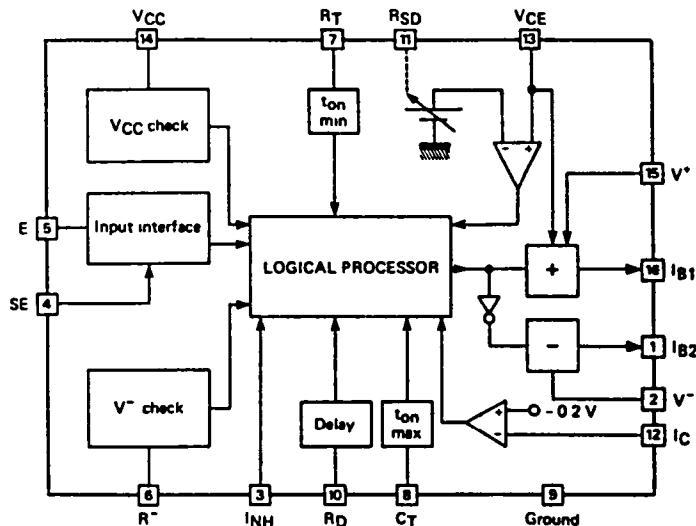 VCC RT RSD VCE
14 7 11 13
ton min
VCC check
- +
15 V+
E 5 Input interface
LOGICAL PROCESSOR
+ 16 IB1
SE 4
- 1 IB2
V- check
2 V-
Delay
ton max
+ -02 V
- 12 IC
6 3 10 8 9
R- INH RD CT Ground